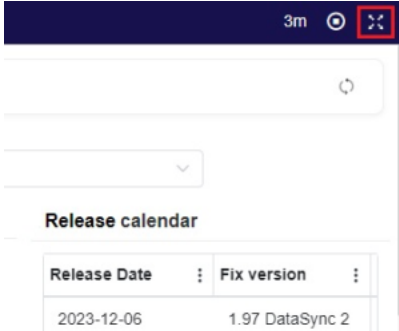 3m
Release calendar
Release Date Fix version
2023-12-06 1.97 DataSync 2